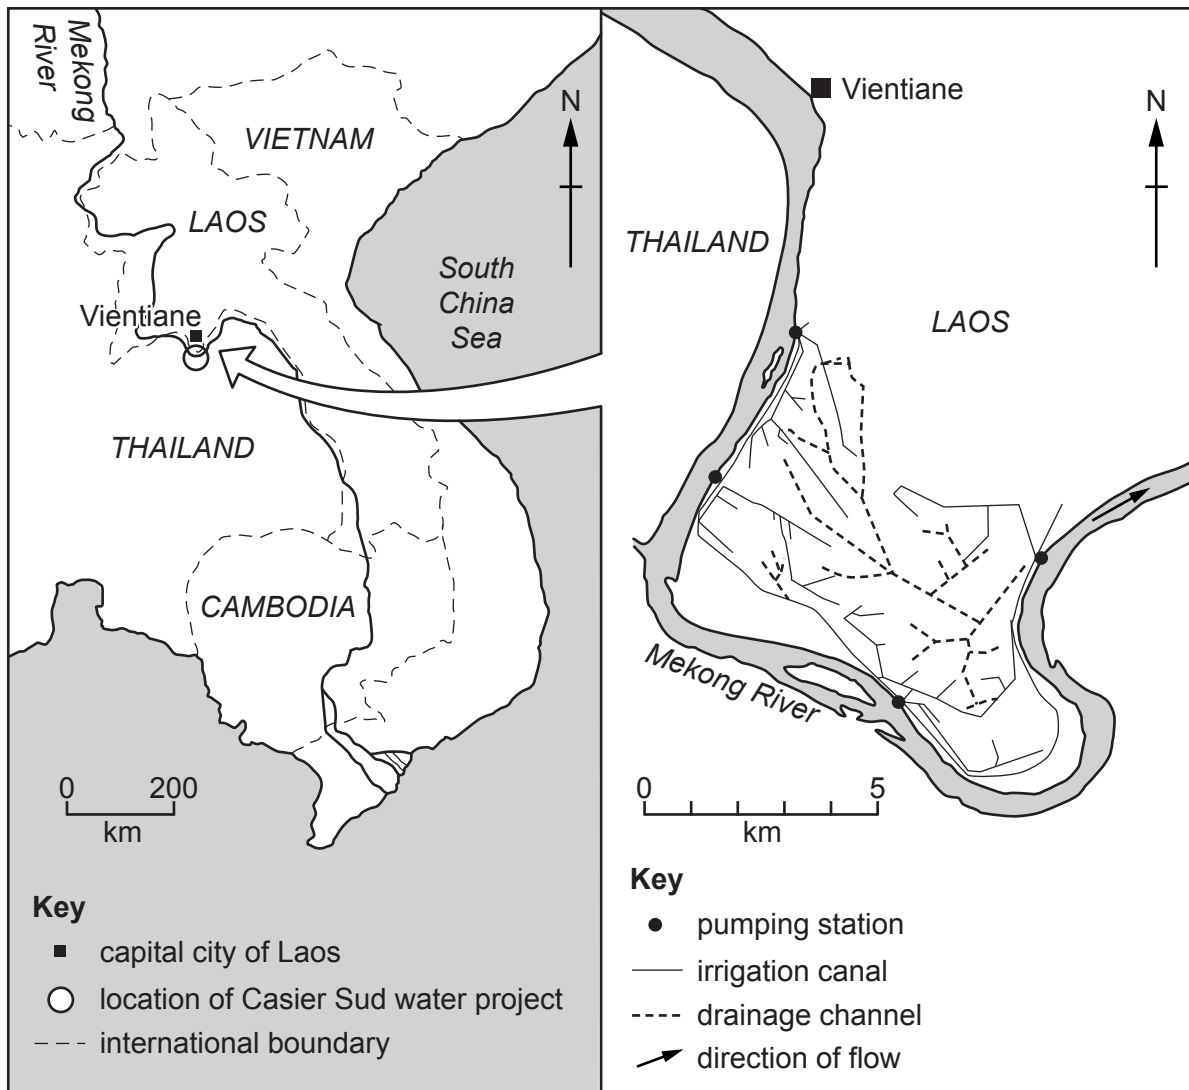 Mekong
River
VIETNAM
N
LAOS
South
China
Sea
Vientiane
THAILAND
CAMBODIA
0 200
km
Key
capital city of Laos
location of Casier Sud water project
international boundary
Vientiane
N
THAILAND
LAOS
Mekong River
0 5
km
Key
pumping station
irrigation canal
drainage channel
direction of flow